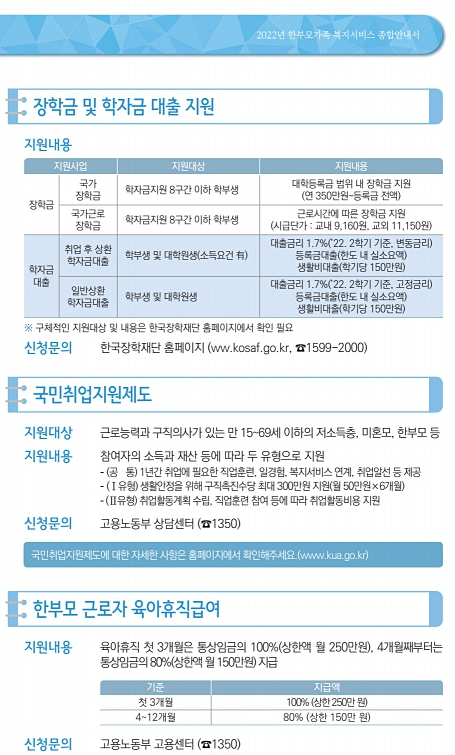 2022년 한부모가족 복지서비스 종합안내서
장학금 및 학자금 대출 지원
지원내용
지원사업 지원대상 지원내용
장학금
국가
장학금
학자금지원 8구간 이하 학부생
대학등록금 범위 내 장학금 지원
(연 350만원~등록금 전액)
국가근로
장학금
학자금지원 8구간 이하 학부생
근로시간에 따른 장학금 지원
(시급단가 : 교내 9,160원, 교외 11,150원)
학자금
대출
취업 후 상환
학자금대출
학부생 및 대학원생(소득요건 有)
대출금리 1.7%('22. 2학기 기준, 변동금리)
등록금대출(한도 내 실소요액)
생활비대출(학기당 150만원)
일반상환
학자금대출
학부생 및 대학원생
대출금리 1.7%('22. 2학기 기준, 고정금리)
등록금대출(한도 내 실소요액)
생활비대출(학기당 150만원)
※ 구체적인 지원대상 및 내용은 한국장학재단 홈페이지에서 확인 필요
신청문의 한국장학재단 홈페이지 (www.kosaf.go.kr, ☎1599-2000)
국민취업지원제도
지원대상 근로능력과 구직의사가 있는 만 15~69세 이하의 저소득층, 미혼모, 한부모 등
지원내용 참여자의 소득과 재산 등에 따라 두 유형으로 지원
- (공 통) 1년간 취업에 필요한 직업훈련, 일경험, 복지서비스 연계, 취업알선 등 제공
- (Ⅰ유형) 생활안정을 위해 구직촉진수당 최대 300만원 지원(월 50만원×6개월)
- (Ⅱ유형) 취업활동계획 수립, 직업훈련 참여 등에 따라 취업활동비용 지원
신청문의 고용노동부 상담센터 (☎1350)
국민취업지원제도에 대한 자세한 사항은 홈페이지에서 확인해주세요.(www.kua.go.kr)
한부모 근로자 육아휴직급여
지원내용 육아휴직 첫 3개월은 통상임금의 100%(상한액 월 250만원), 4개월째부터는
통상임금의 80%(상한액 월 150만원) 지급
기준 지급액
첫 3개월 100% (상한 250만 원)
4~12개월 80% (상한 150만 원)
신청문의 고용노동부 고용센터 (☎1350)